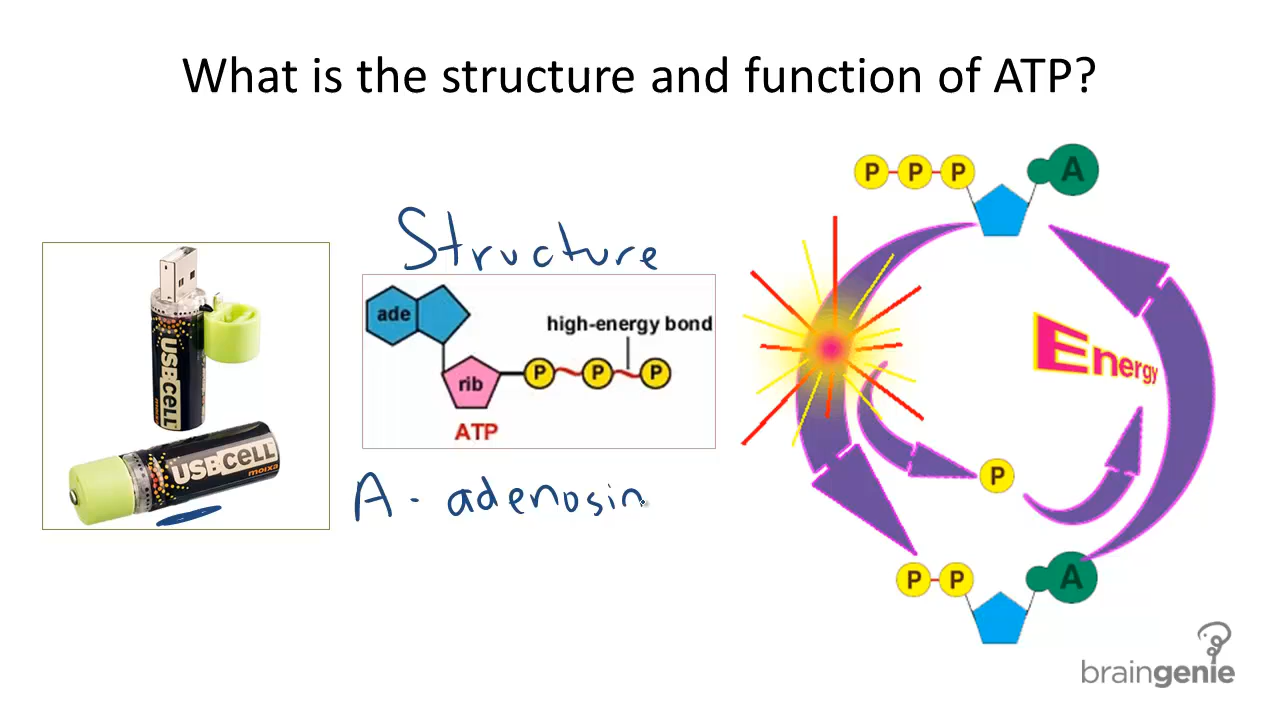 What is the structure and function of ATP?
P P P A
Structure
ade
high-energy bond
rib P P P
ATP
USBCELL
moixa
USBCELL
moixa
Energy
A - adenosin
P
P P A
braingenie